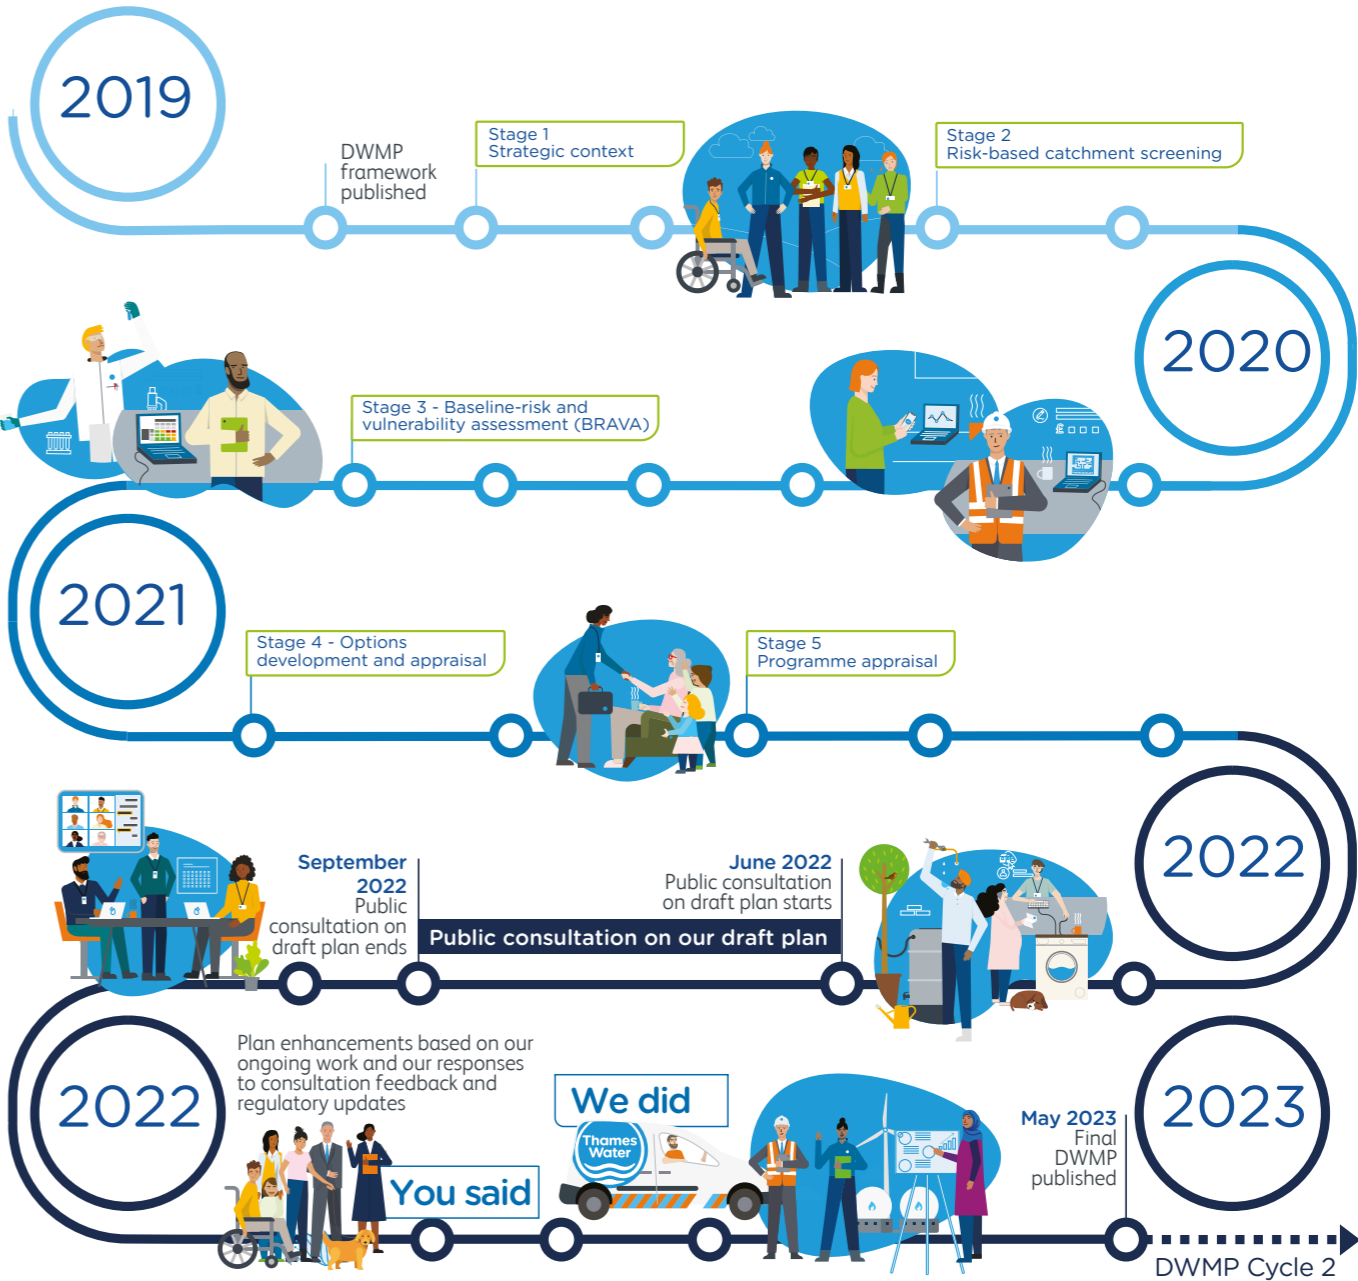 2019
DWMP
framework
published
Stage 1
Strategic context
Stage 2
Risk-based catchment screening
2020
Stage 3 - Baseline-risk and
vulnerability assessment (BRAVA)
2021
Stage 4 - Options
development and appraisal
Stage 5
Programme appraisal
2022
June 2022
Public consultation
on draft plan starts
Public consultation on our draft plan
September
2022
Public
consultation on
draft plan ends
2022
Plan enhancements based on our
ongoing work and our responses
to consultation feedback and
regulatory updates
You said
We did
Thames
Water
May 2023
Final
DWMP
published
2023
DWMP Cycle 2